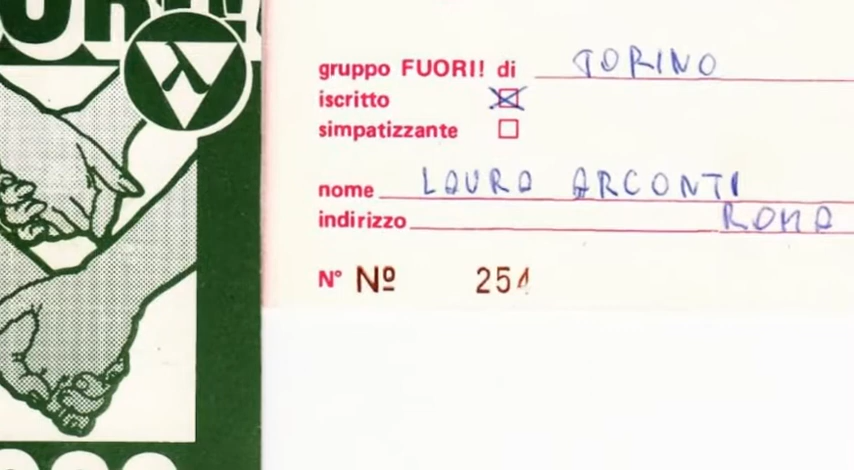 gruppo FUORI! di TORINO
iscritto
simpatizzante
nome LAURA ARCONTI
indirizzo ROMA
N° Nº 254
λ